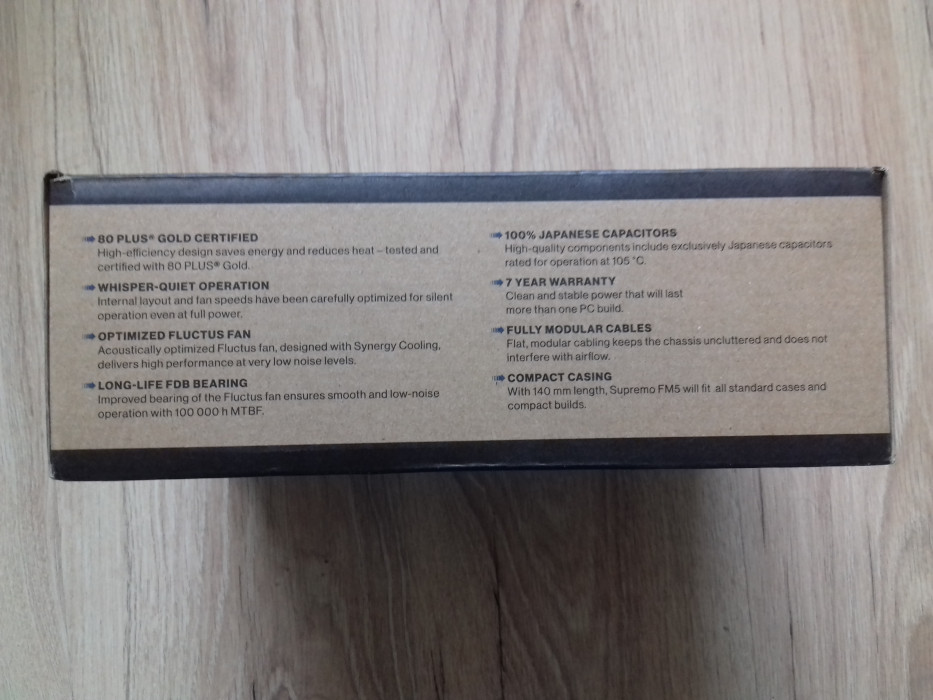 80 PLUS® GOLD CERTIFIED
High-efficiency design saves energy and reduces heat – tested and
certified with 80 PLUS® Gold.
WHISPER-QUIET OPERATION
Internal layout and fan speeds have been carefully optimized for silent
operation even at full power.
OPTIMIZED FLUCTUS FAN
Acoustically optimized Fluctus fan, designed with Synergy Cooling,
delivers high performance at very low noise levels.
LONG-LIFE FDB BEARING
Improved bearing of the Fluctus fan ensures smooth and low-noise
operation with 100 000 h MTBF.
100% JAPANESE CAPACITORS
High-quality components include exclusively Japanese capacitors
rated for operation at 105 °C.
7 YEAR WARRANTY
Clean and stable power that will last
more than one PC build.
FULLY MODULAR CABLES
Flat, modular cabling keeps the chassis uncluttered and does not
interfere with airflow.
COMPACT CASING
With 140 mm length, Supremo FM5 will fit all standard cases and
compact builds.